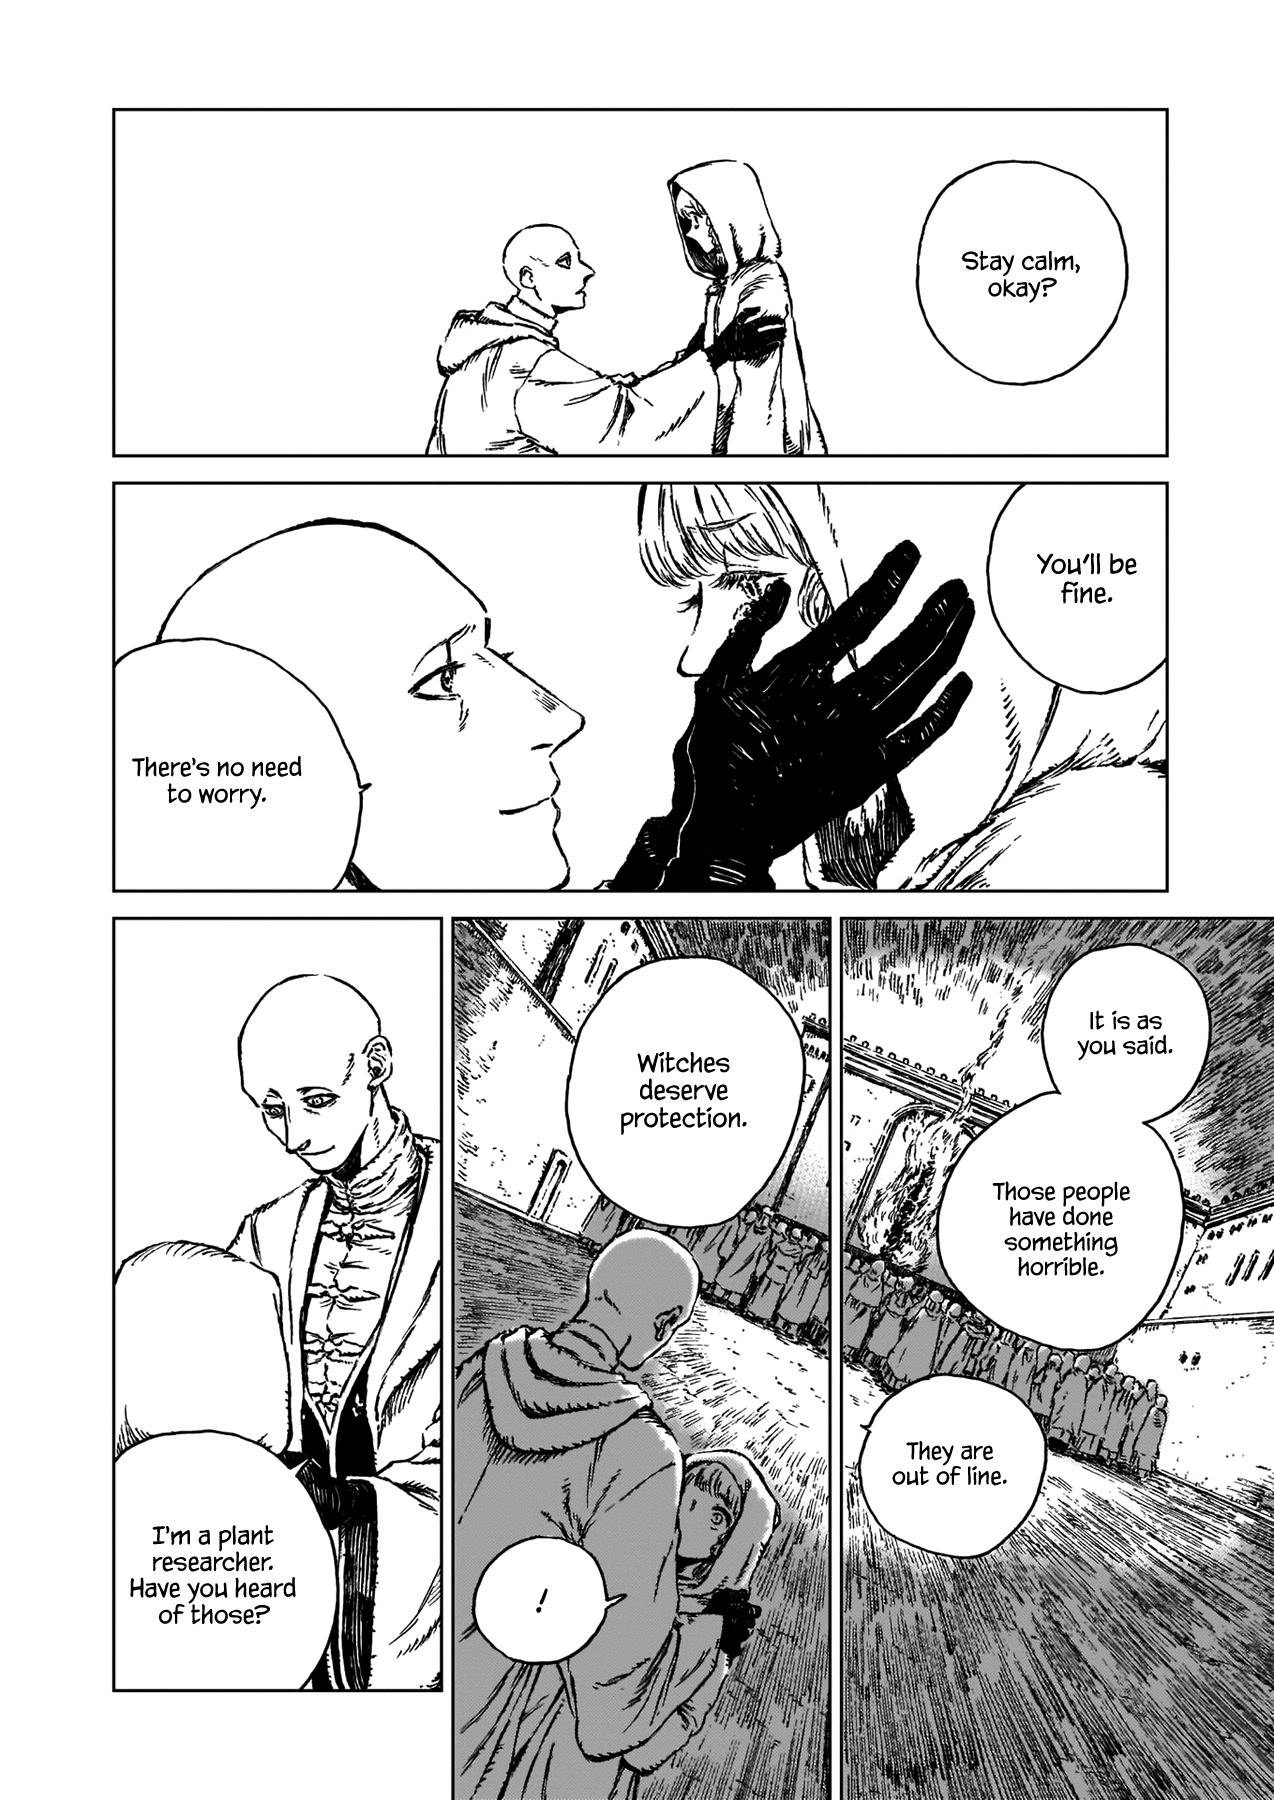 Stay calm,
okay?
You'll be
fine.
There's no need
to worry.
It is as
you said.
Those people
have done
something
horrible.
They are
out of line.
Witches
deserve
protection.
!
I'm a plant
researcher.
Have you heard
of those?